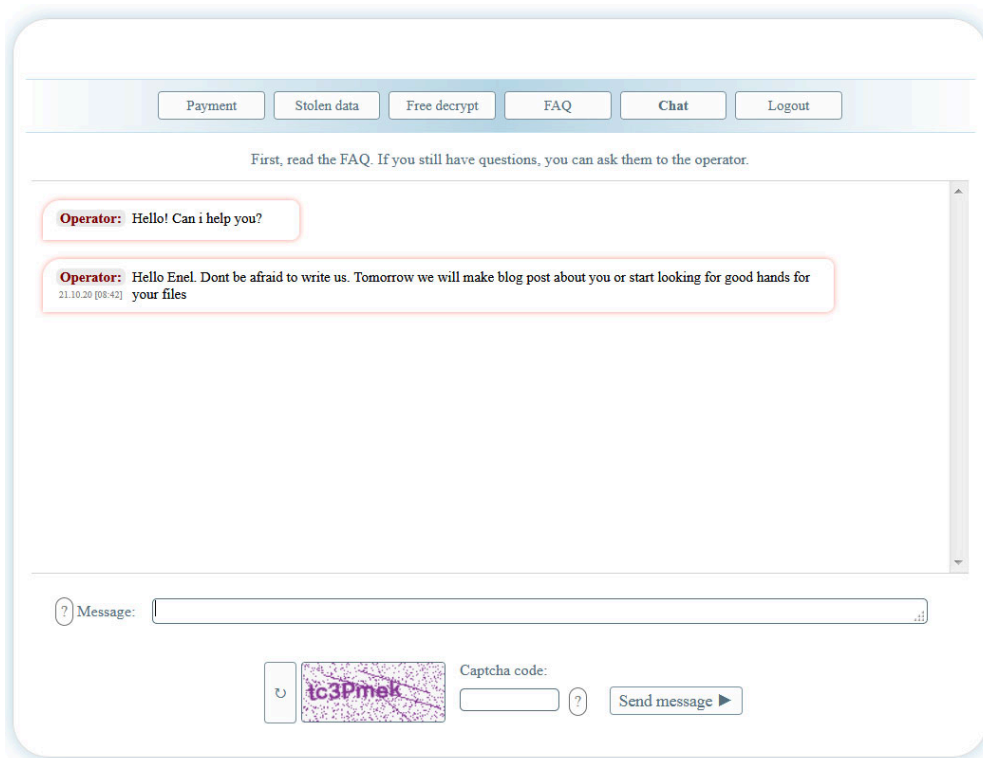 Payment
Stolen data
Free decrypt
FAQ
Chat
Logout
First, read the FAQ. If you still have questions, you can ask them to the operator.
Operator: Hello! Can i help you?
Operator: Hello Enel. Dont be afraid to write us. Tomorrow we will make blog post about you or start looking for good hands for
21.10.20 [08:42] your files
? Message:
tc3Pmek
Captcha code:
?
Send message ▶